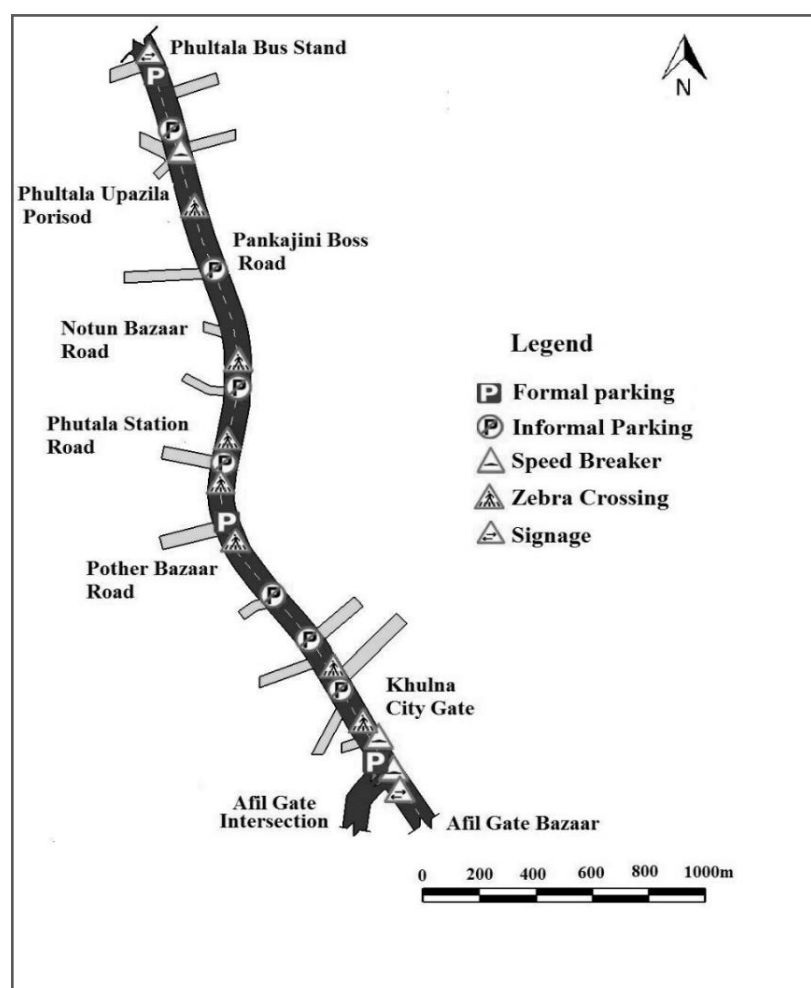 Phultala Bus Stand
N
Phultala Upazila
Porisod
Pankajini Boss
Road
Notun Bazaar
Road
Legend
P Formal parking
P Informal Parking
Speed Breaker
Zebra Crossing
Signage
Phutala Station
Road
Pother Bazaar
Road
Khulna
City Gate
Afil Gate
Intersection
Afil Gate Bazaar
0 200 400 600 800 1000m
P
P
P
P
P
P
P
P
P
P